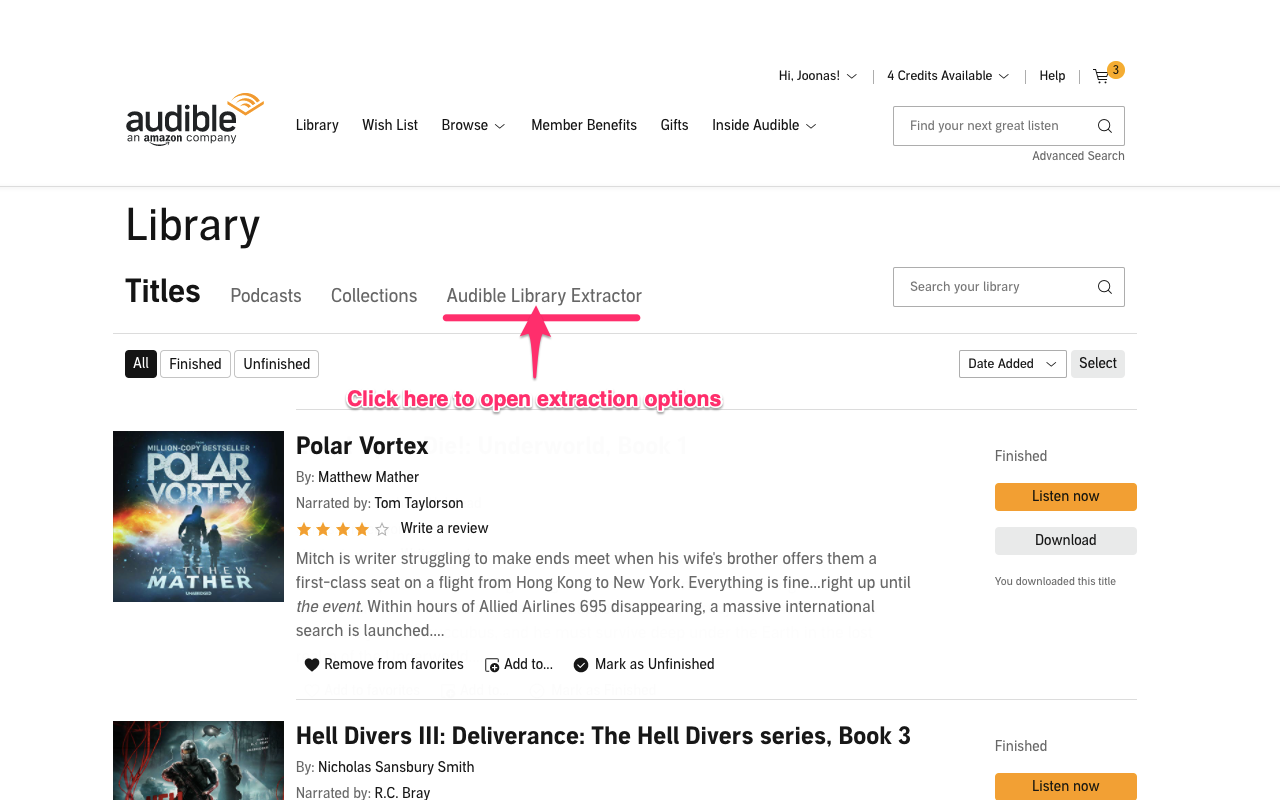 Hi, Joonas!
4 Credits Available
Help
3
audible
an amazon company
Library
Wish List
Browse
Member Benefits
Gifts
Inside Audible
Find your next great listen
Advanced Search
Library
Titles
Podcasts
Collections
Audible Library Extractor
Search your library
All
Finished
Unfinished
Date Added
Select
Click here to open extraction options
MILLION-COPY BESTSELLER
POLAR
VORTEX
MATTHEW
MATHER
UNABRIDGED
Polar Vortex
By: Matthew Mather
Narrated by: Tom Taylorson
Write a review
Mitch is writer struggling to make ends meet when his wife's brother offers them a
first-class seat on a flight from Hong Kong to New York. Everything is fine...right up until
the event. Within hours of Allied Airlines 695 disappearing, a massive international
search is launched....
Remove from favorites
Add to...
Mark as Unfinished
Finished
Listen now
Download
You downloaded this title
Hell Divers III: Deliverance: The Hell Divers series, Book 3
By: Nicholas Sansbury Smith
Narrated by: R.C. Bray
Finished
Listen now